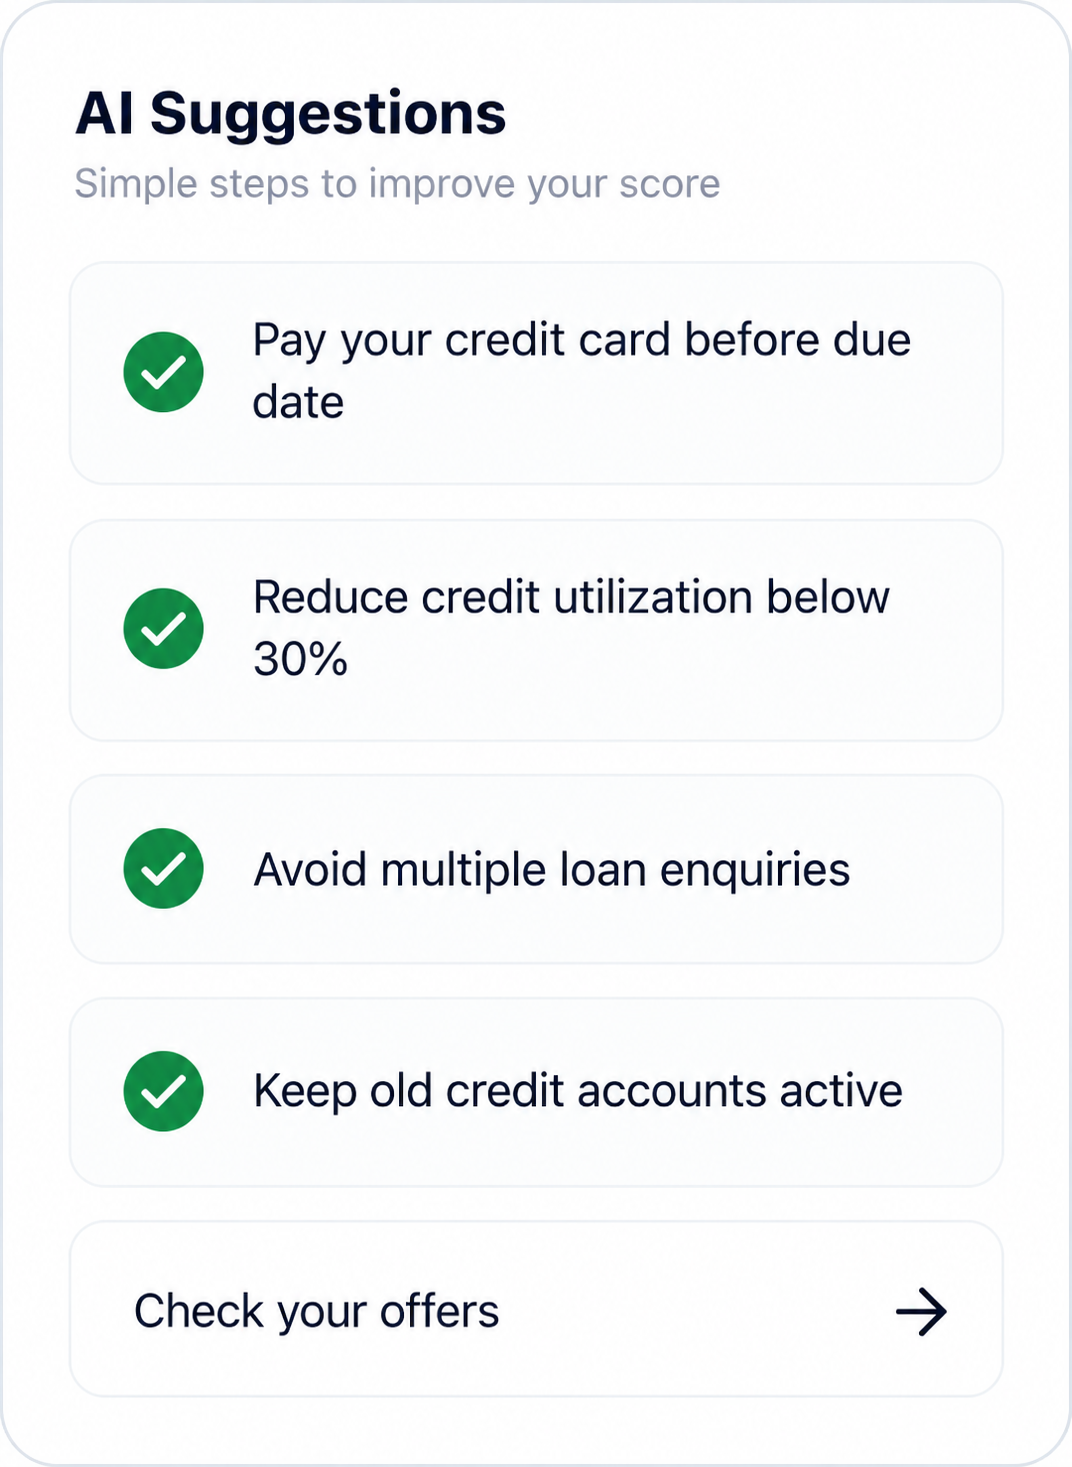 AI Suggestions
Simple steps to improve your score
Pay your credit card before due
date
Reduce credit utilization below
30%
Avoid multiple loan enquiries
Keep old credit accounts active
Check your offers